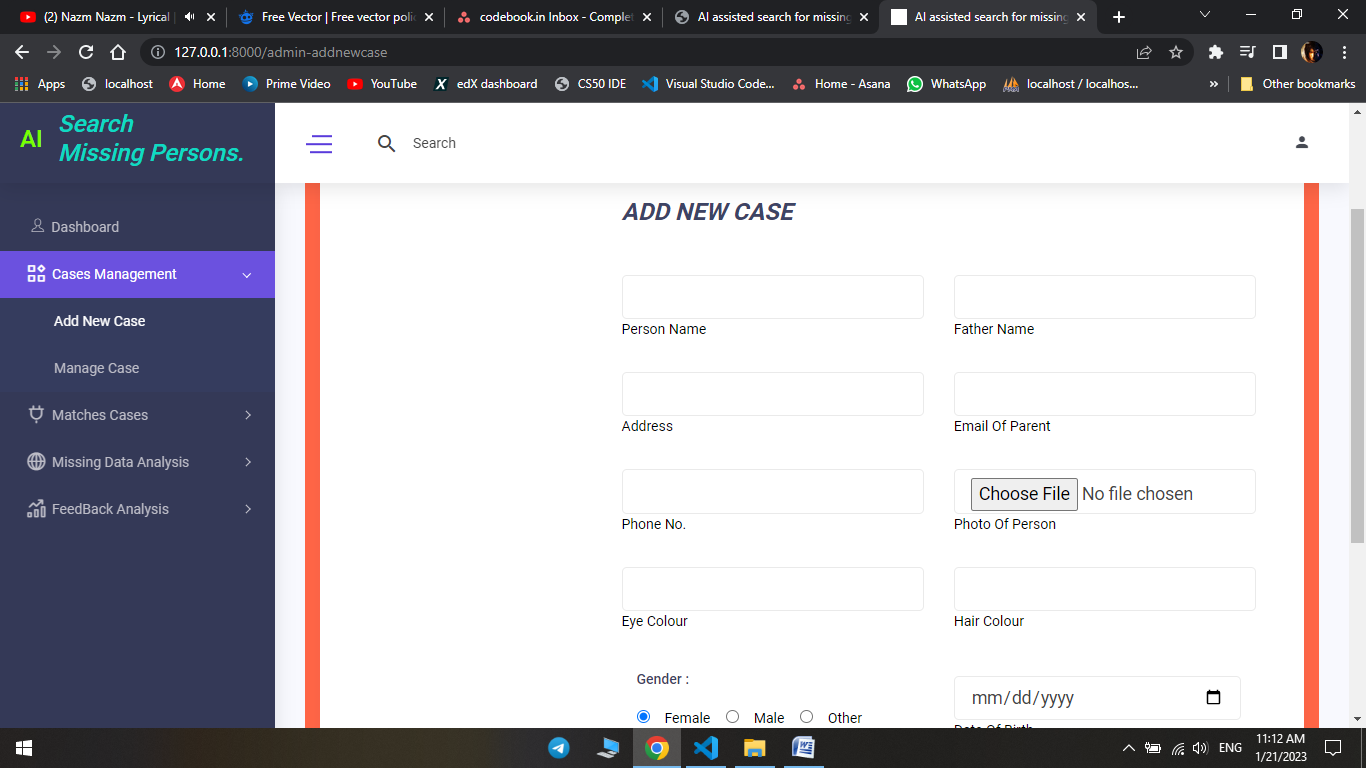 (2) Nazm Nazm - Lyrical
Free Vector | Free vector poli
codebook.in Inbox - Complet
AI assisted search for missing
AI assisted search for missing
127.0.0.1:8000/admin-addnewcase
Apps
localhost
Home
Prime Video
YouTube
edX dashboard
CS50 IDE
Visual Studio Code...
Home - Asana
WhatsApp
localhost / localhos...
»
Other bookmarks
AI
Search
Missing Persons.
Search
Dashboard
Cases Management
Add New Case
Manage Case
Matches Cases
Missing Data Analysis
FeedBack Analysis
ADD NEW CASE
Person Name
Father Name
Address
Email Of Parent
Choose File No file chosen
Phone No.
Photo Of Person
Eye Colour
Hair Colour
Gender :
mm/dd/yyyy
Female Male Other
Date Of Birth
ENG
11:12 AM
1/21/2023